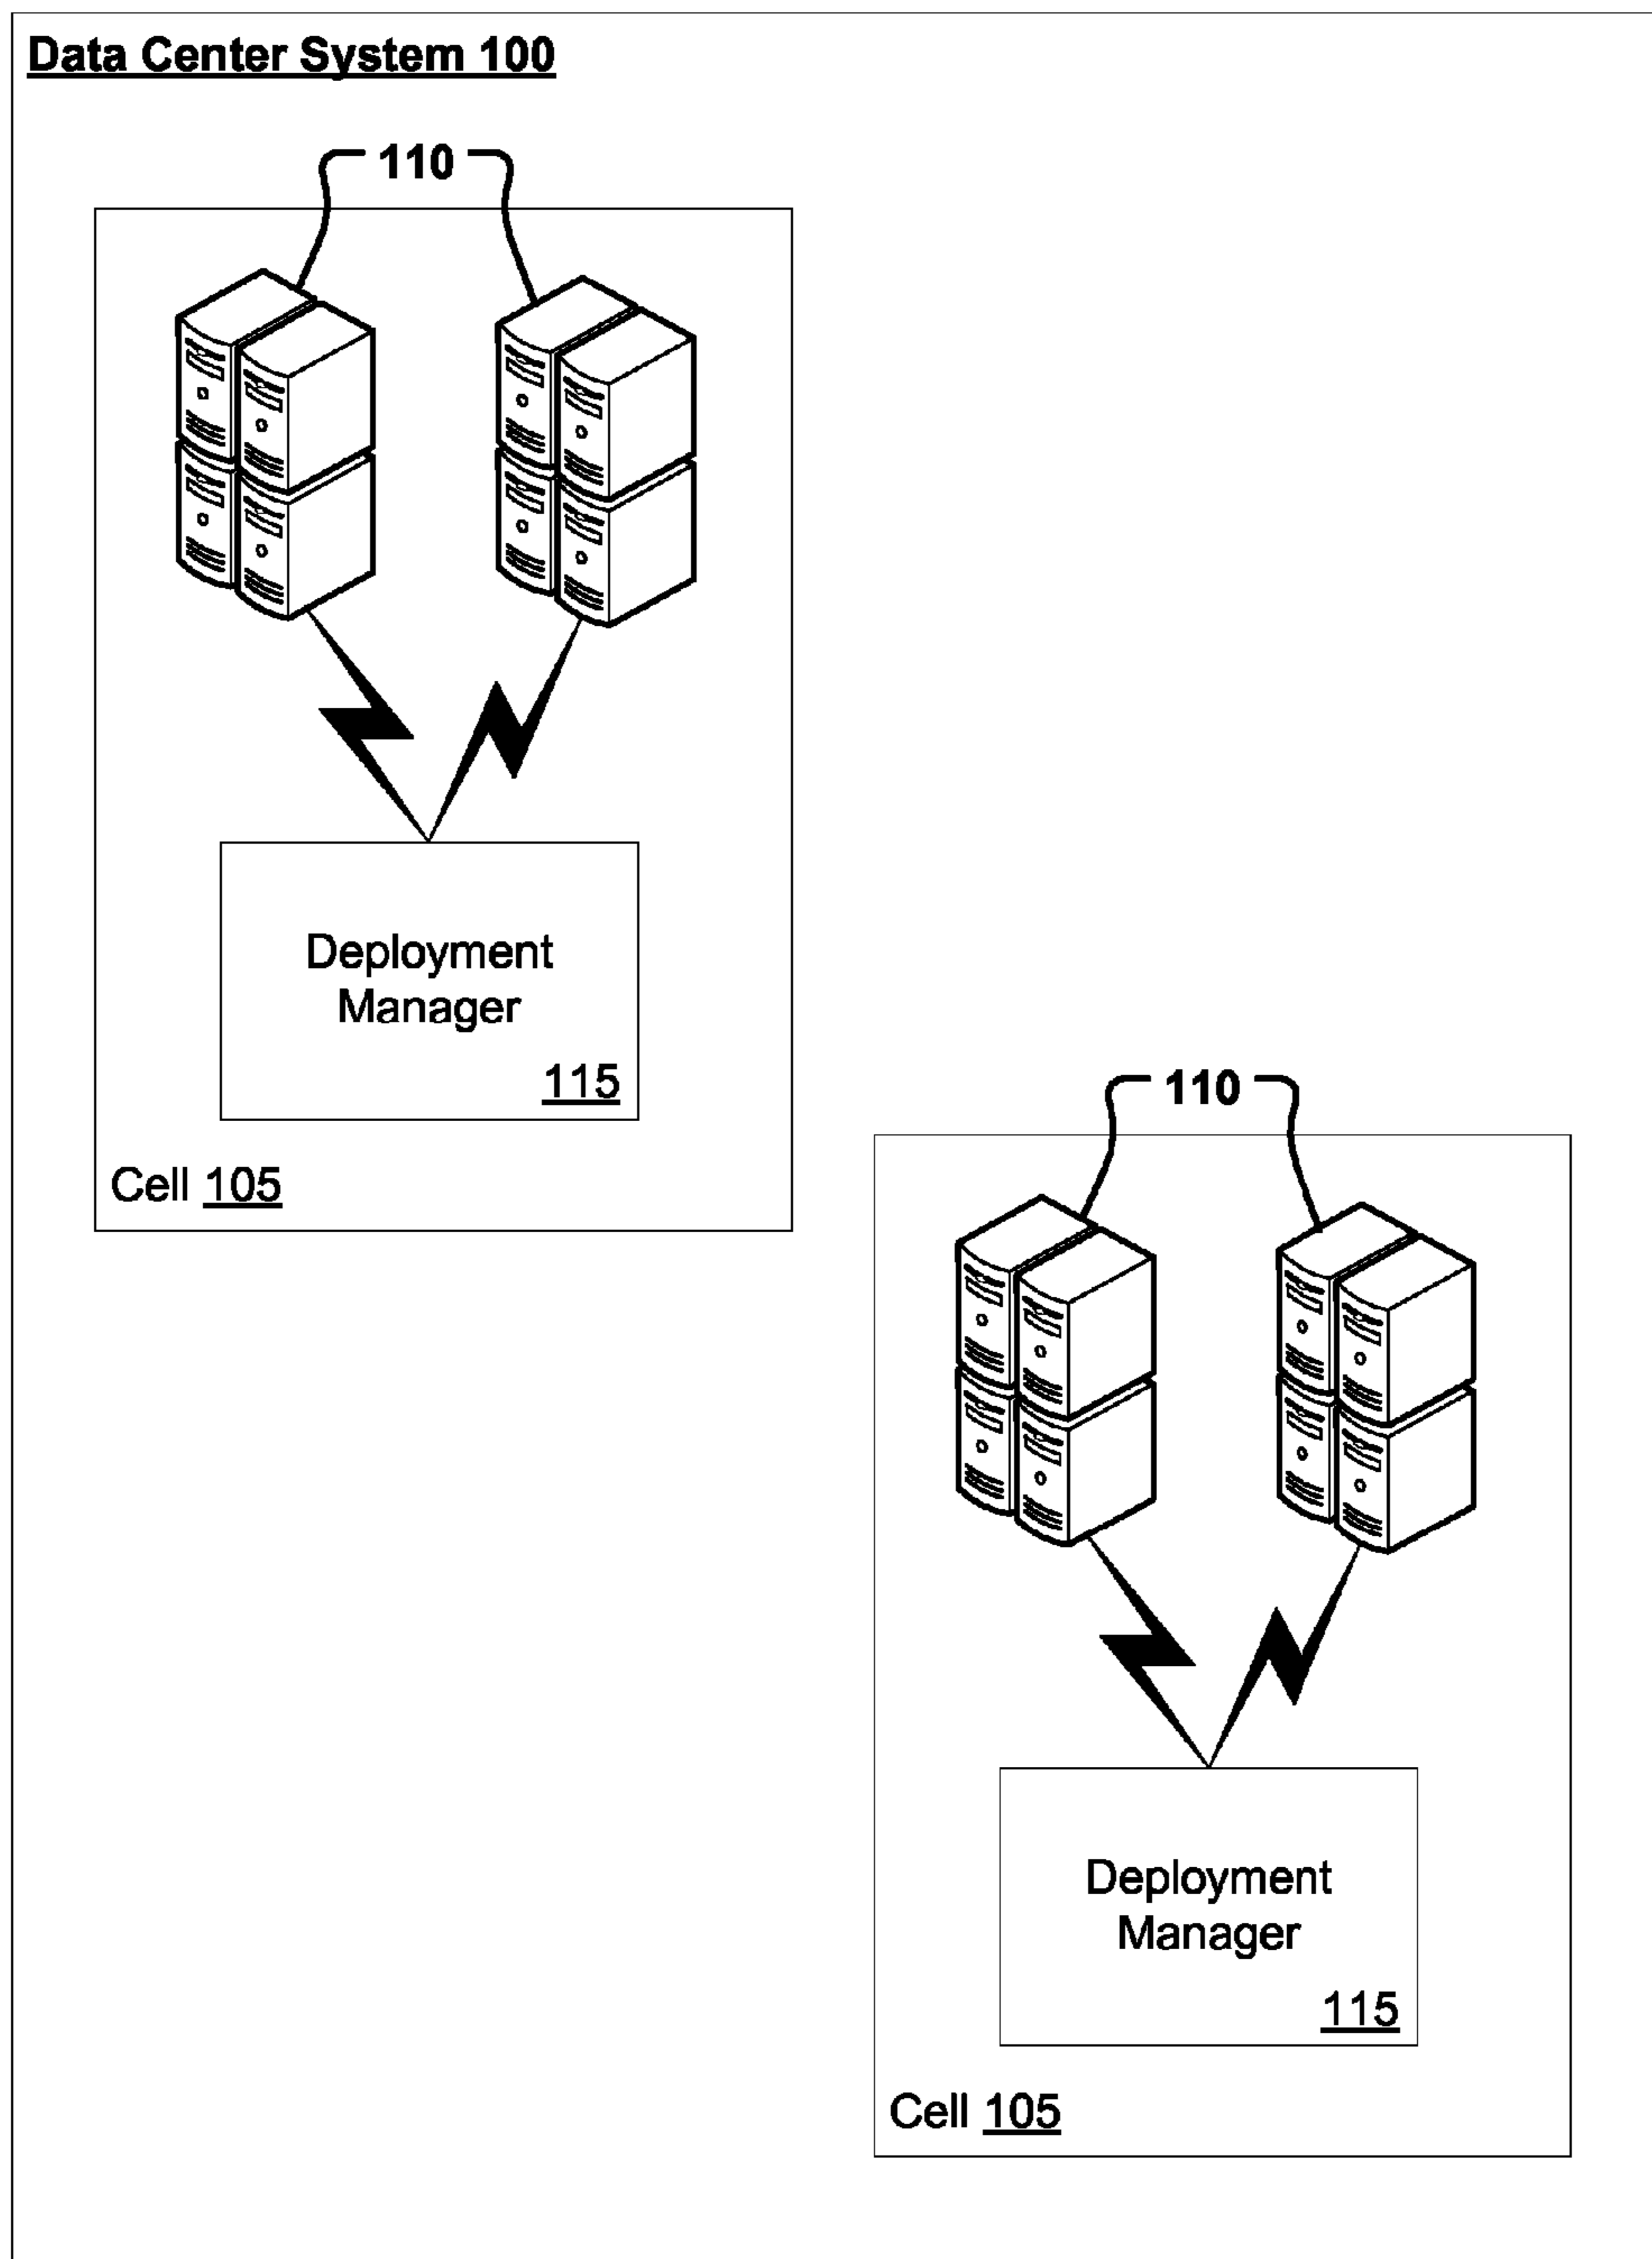 Data Center System 100
110
Deployment
Manager
115
Cell 105
110
Deployment
Manager
115
Cell 105